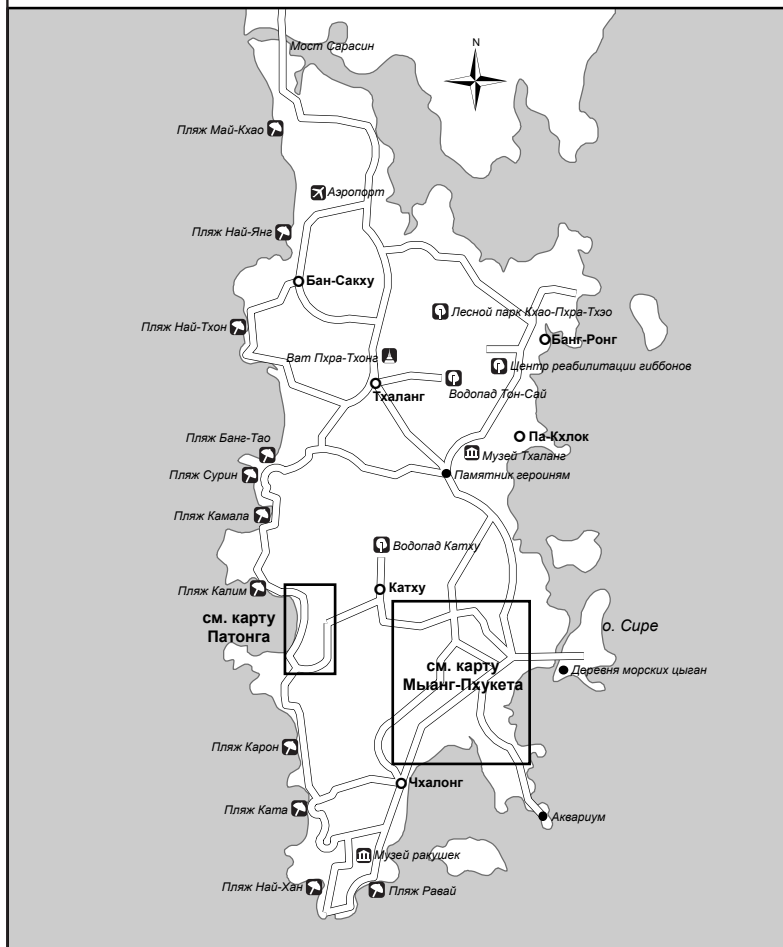 Мост Сарасин
N
Пляж Май-Кхао
Аэропорт
Пляж Най-Янг
Бан-Сакху
Лесной парк Кхао-Пхра-Тхэо
Пляж Най-Тхон
Банг-Ронг
Ват Пхра-Тхонг
Центр реабилитации гиббонов
Тхаланг
Водопад Тон-Сай
Па-Кхлок
Пляж Банг-Тао
Музей Тхаланг
Пляж Сурин
Памятник героиням
Пляж Камала
Водопад Катху
Пляж Калим
Катху
см. карту
Патонга
о. Сире
см. карту
Мыанг-Пхукета
Деревня морских цыган
Пляж Карон
Чхалонг
Пляж Ката
Аквариум
Музей ракушек
Пляж Най-Хан
Пляж Равай